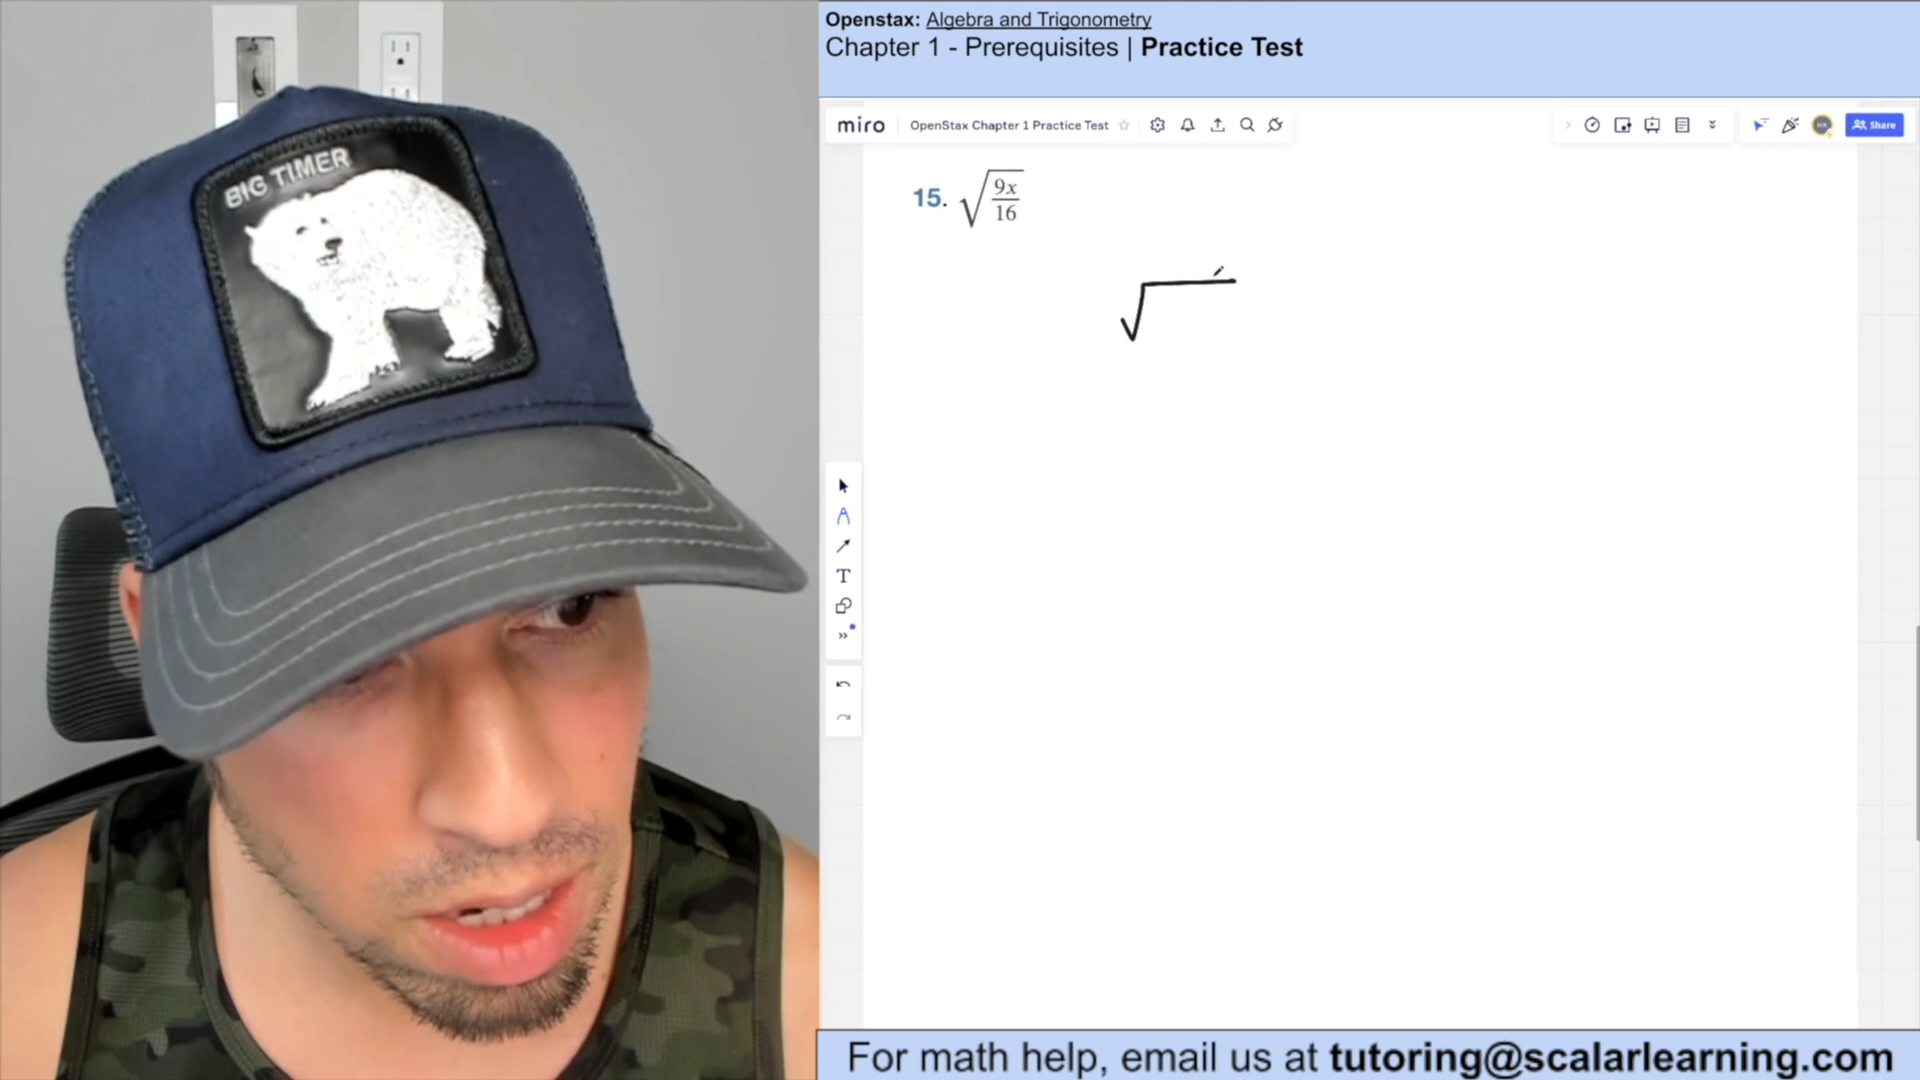 BIG TIMER
Openstax: Algebra and Trigonometry
Chapter 1 - Prerequisites | Practice Test
miro
OpenStax Chapter 1 Practice Test
Share
15. √(9x/16)
√
T
For math help, email us at tutoring@scalarlearning.com